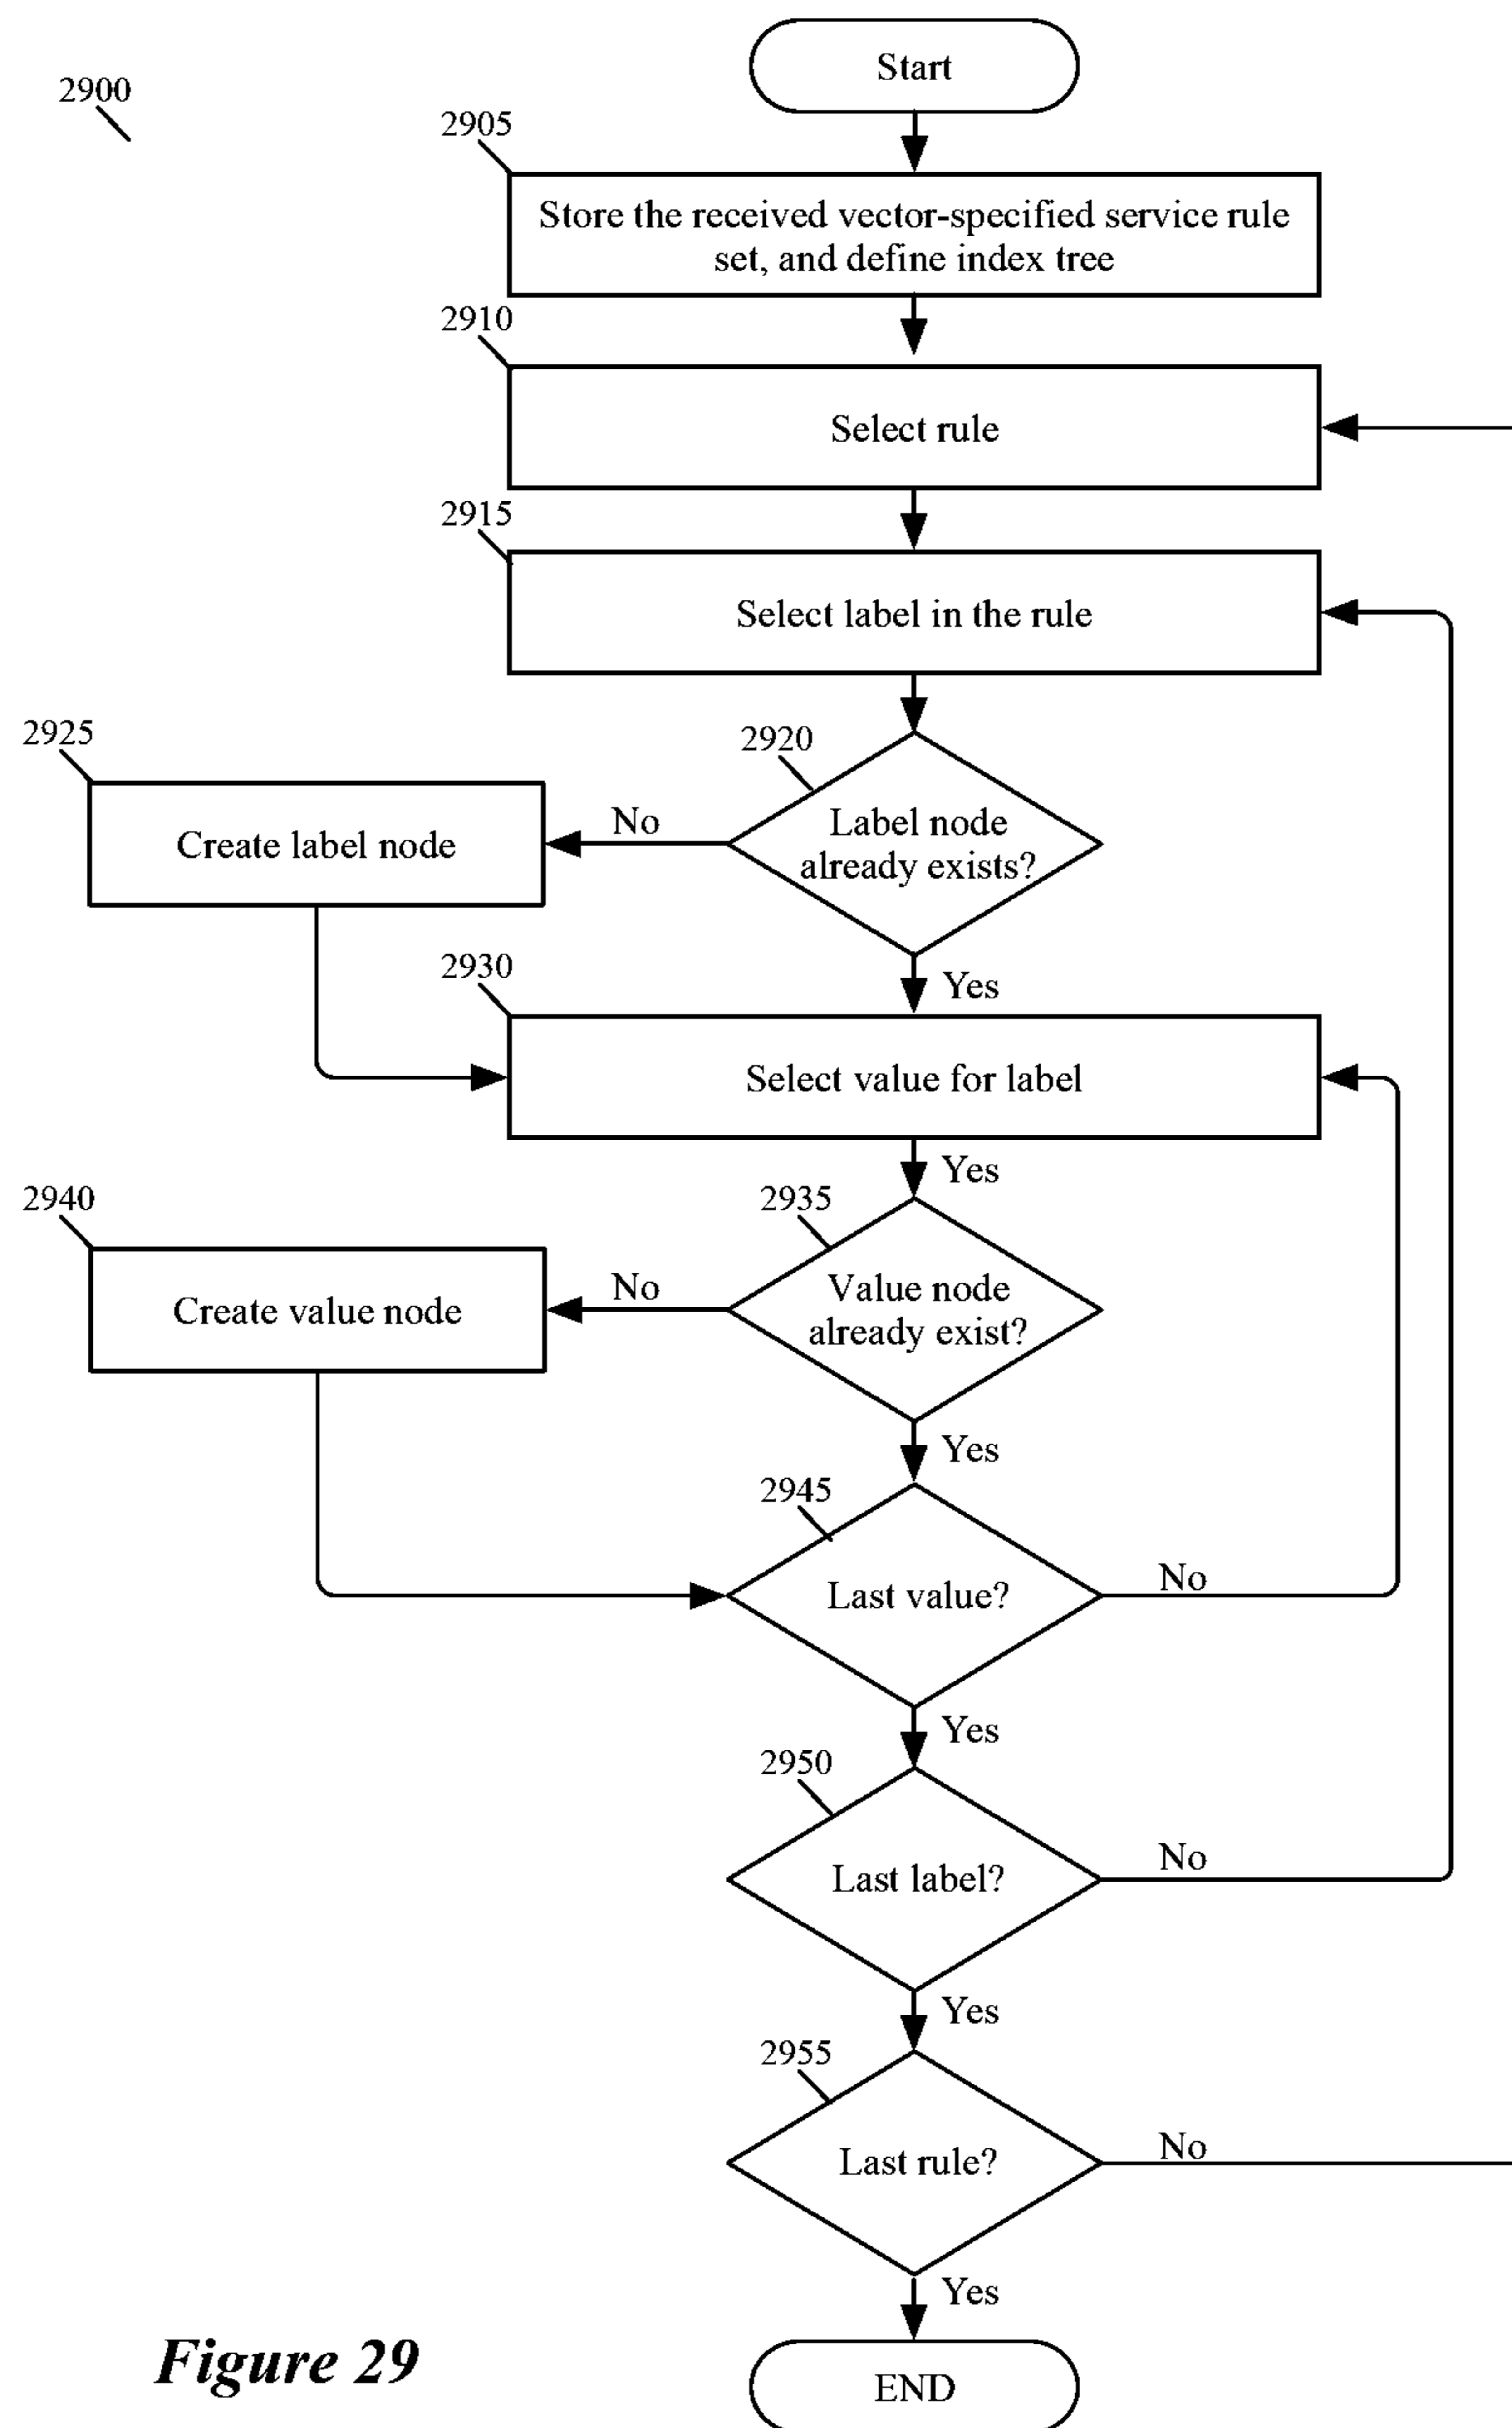 Start
2900
2905
Store the received vector-specified service rule
set, and define index tree
2910
Select rule
2915
Select label in the rule
2925
2920
Create label node
No
Label node
already exists?
2930
Yes
Select value for label
Yes
2940
2935
Create value node
No
Value node
already exist?
Yes
2945
Last value?
No
Yes
2950
Last label?
No
Yes
2955
Last rule?
No
Yes
Figure 29
END